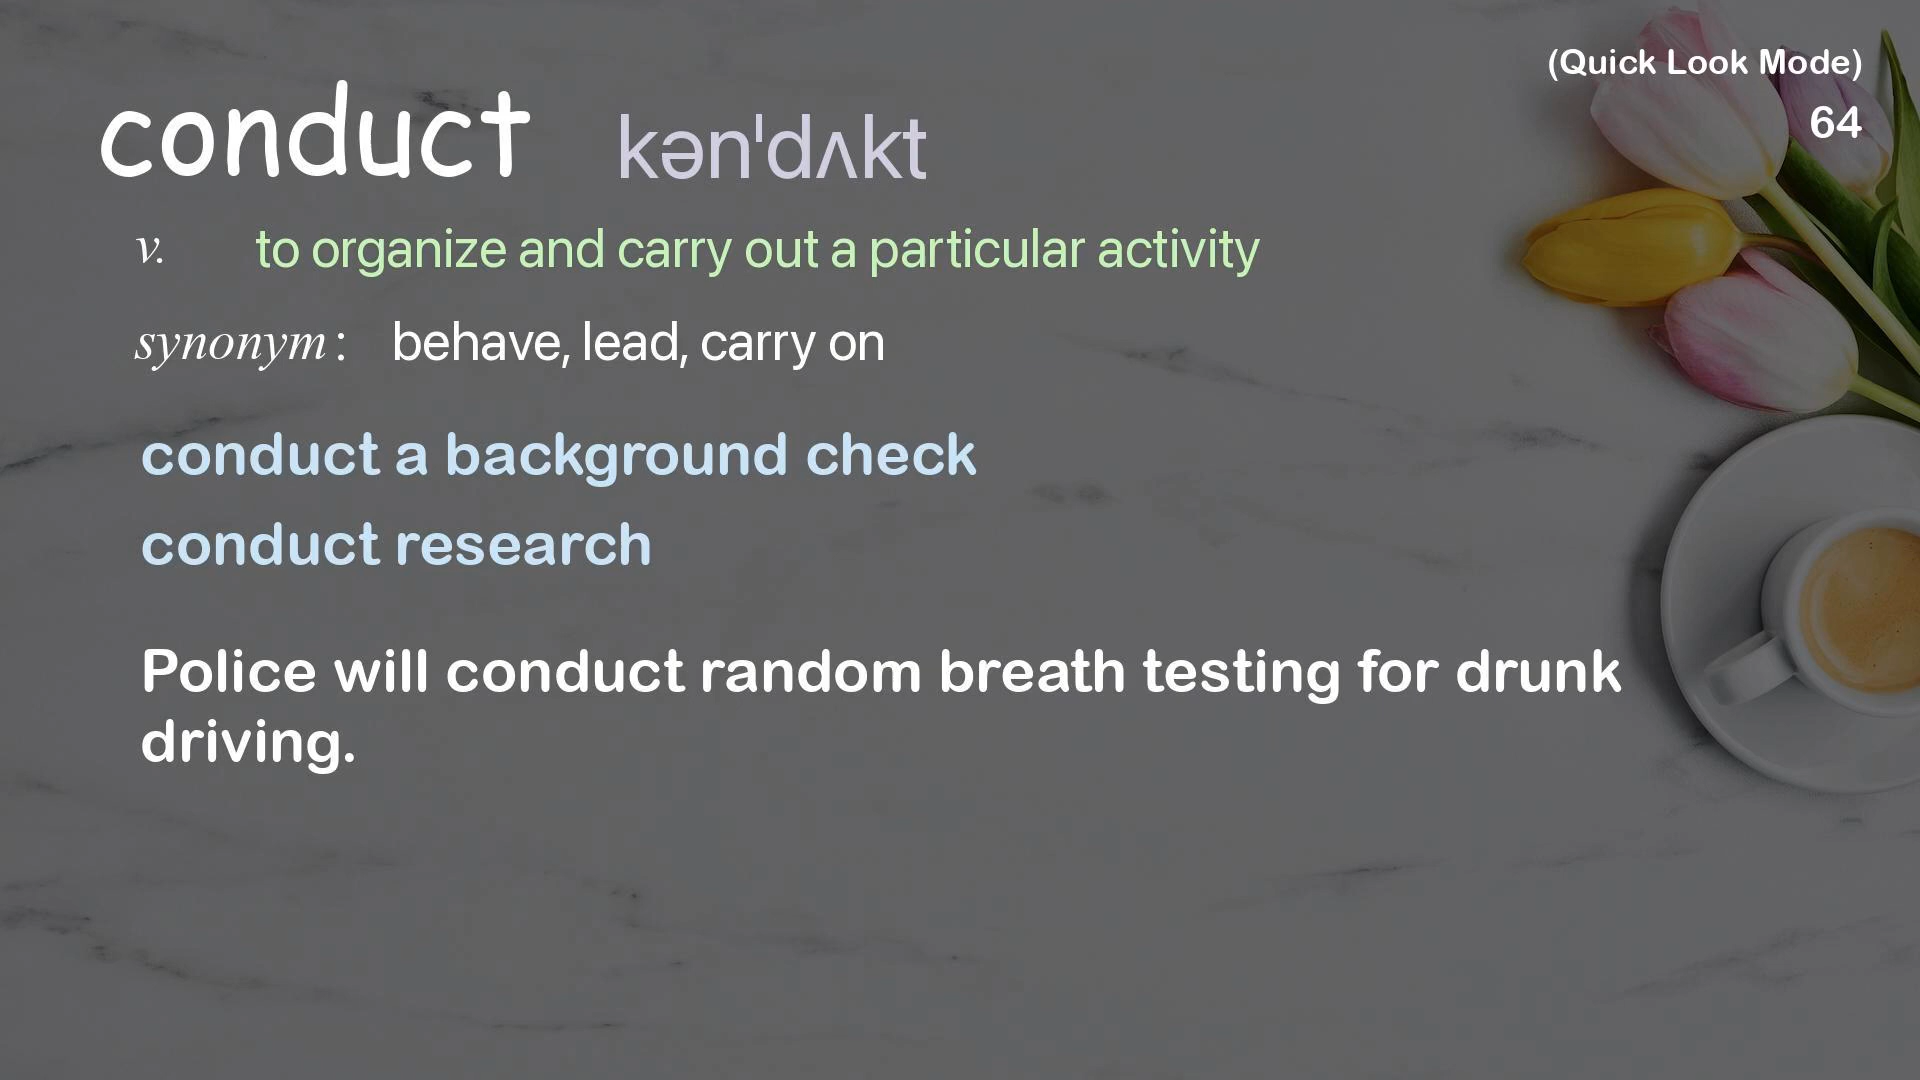 (Quick Look Mode)
64
conduct kən'dʌkt
v. to organize and carry out a particular activity
synonym: behave, lead, carry on
conduct a background check
conduct research
Police will conduct random breath testing for drunk
driving.